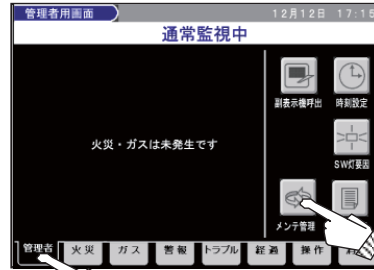 管理者用画面 12月12日 17:15
通常監視中
副表示機呼出 時刻設定
火災・ガスは未発生です
SW灯要因
メンテ管理
管理者 火災 ガス 警報 トラブル 経過 操作